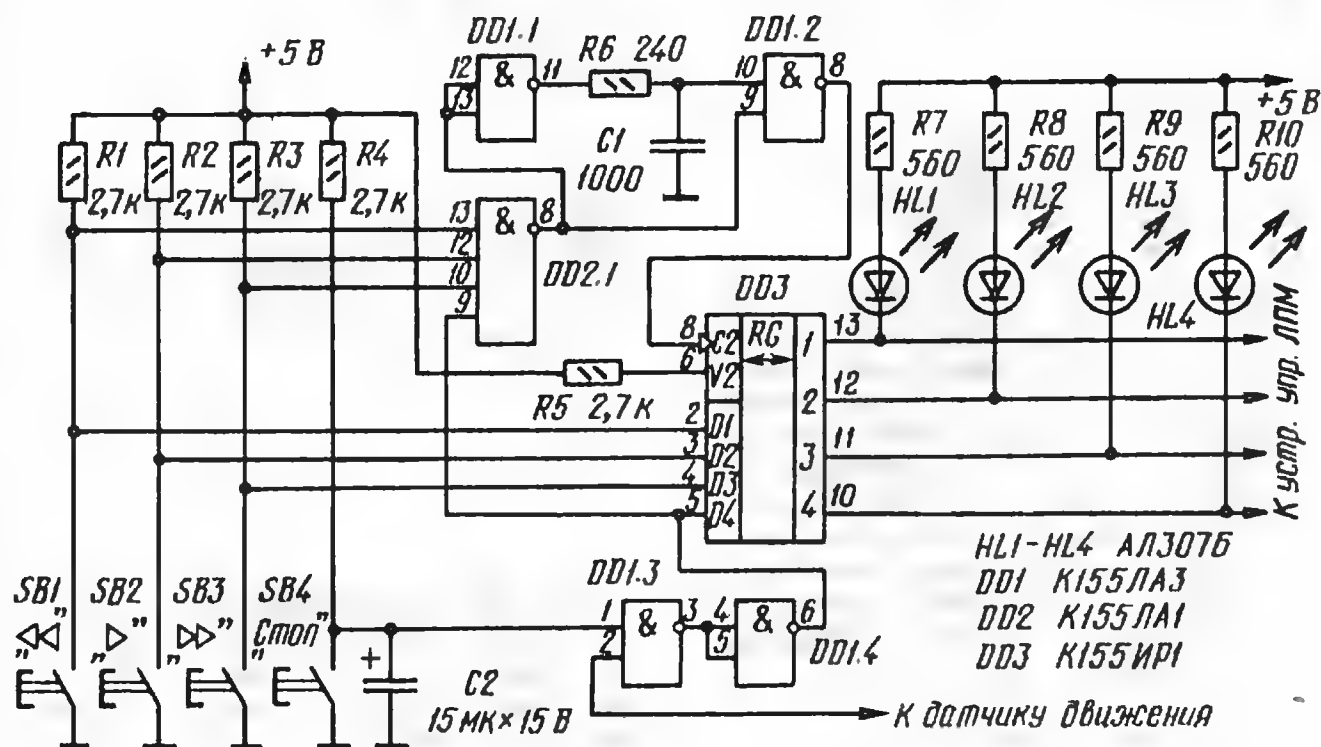 DD1.1
DD1.2
+5 В
R6 240
12
13
&
11
10
9
&
8
+5 В
C1
1000
R1
2,7к
R2
2,7к
R3
2,7к
R4
2,7к
R7
560
R8
560
R9
560
R10
560
HL1
HL2
HL3
HL4
13
12
10
9
&
8
DD2.1
DD3
8
C2
6
V2
RG
R5 2,7к
2
D1
3
D2
4
D3
5
D4
1
13
2
12
3
11
4
10
К устр. упр. ЛПМ
HL1-HL4 АЛ307Б
DD1 К155ЛА3
DD2 К155ЛА1
DD3 К155ИР1
SB1
„◁◁”
SB2
„▷”
SB3
„▷▷”
SB4
„Стоп”
+
C2
15 мк × 15 В
DD1.3
1
2
&
3
4
5
&
6
DD1.4
К датчику движения